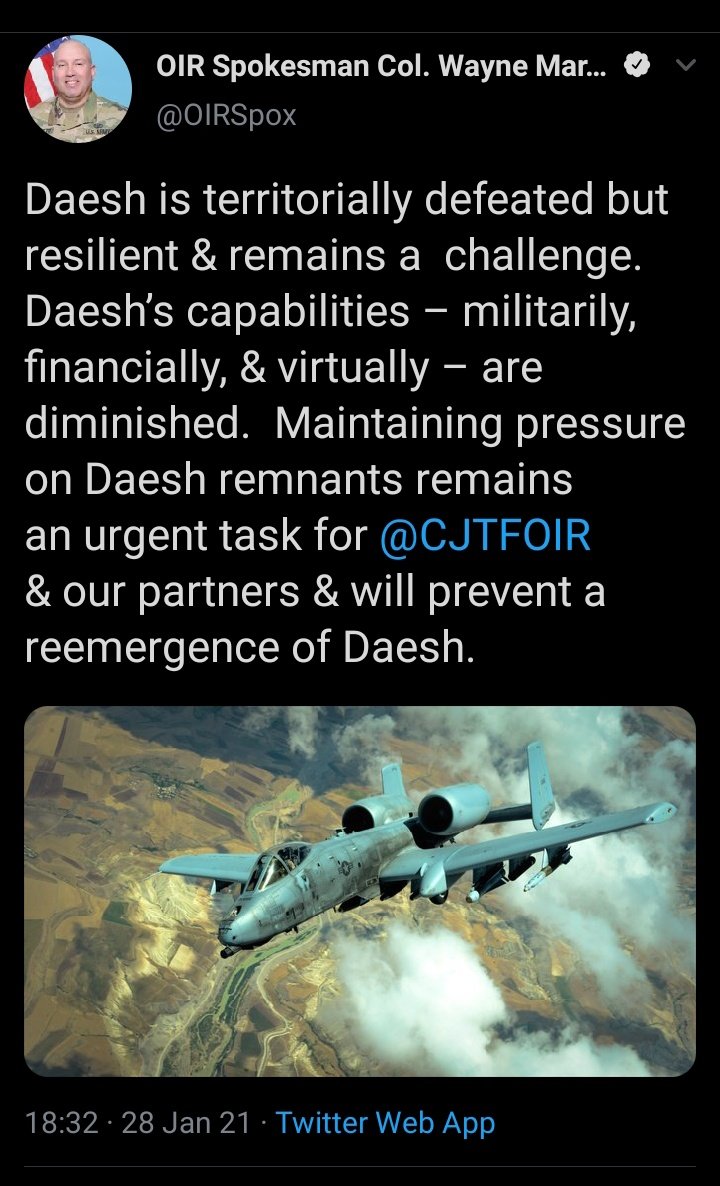 OIR Spokesman Col. Wayne Mar...
@OIRSpox
Daesh is territorially defeated but
resilient & remains a  challenge.
Daesh’s capabilities – militarily,
financially, & virtually – are
diminished.  Maintaining pressure
on Daesh remnants remains
an urgent task for @CJTFOIR
& our partners & will prevent a
reemergence of Daesh.
18:32 · 28 Jan 21 · Twitter Web App